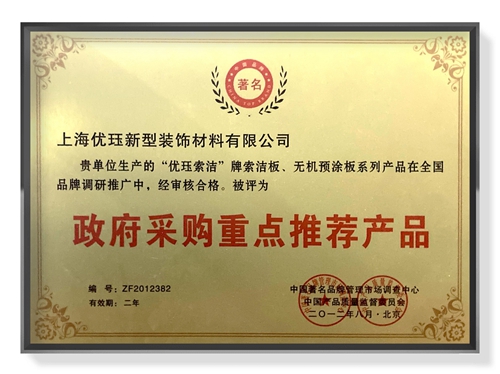 中国品牌
著名
上海优珏新型装饰材料有限公司
贵单位生产的“优珏索洁”牌索洁板、无机预涂板系列产品在全国
品牌调研推广中，经审核合格。被评为
政府采购重点推荐产品
编 号：ZF2012382
有效期：二年
中国著名品牌管理市场调查中心
中国产品质量监督委员会
二〇一二年八月·北京